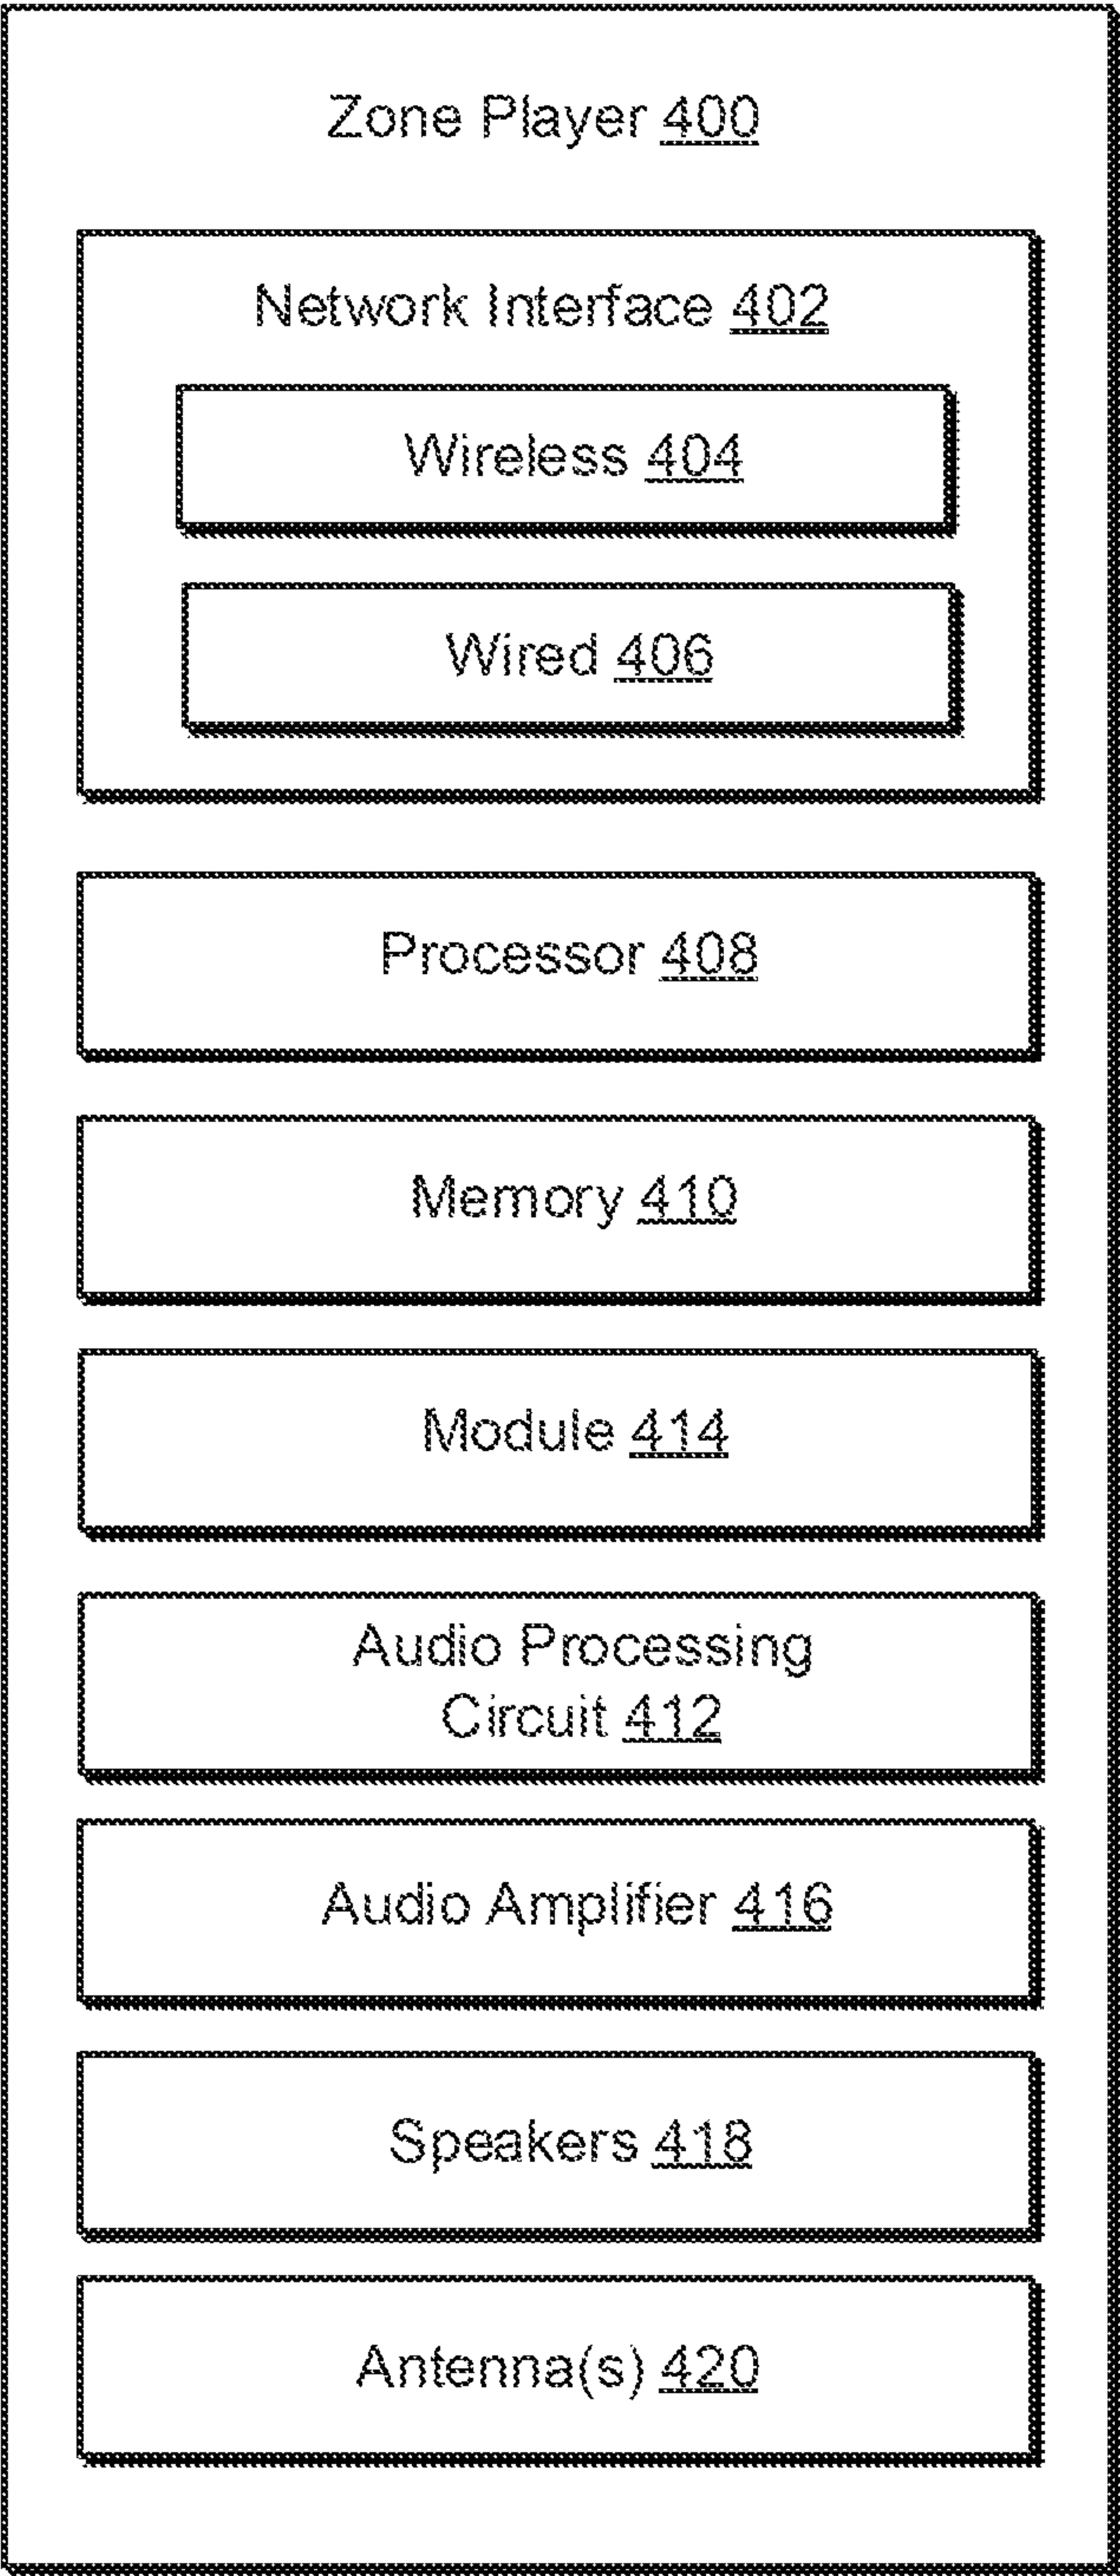 Zone Player 400
Network Interface 402
Wireless 404
Wired 406
Processor 408
Memory 410
Module 414
Audio Processing
Circuit 412
Audio Amplifier 416
Speakers 418
Antenna(s) 420